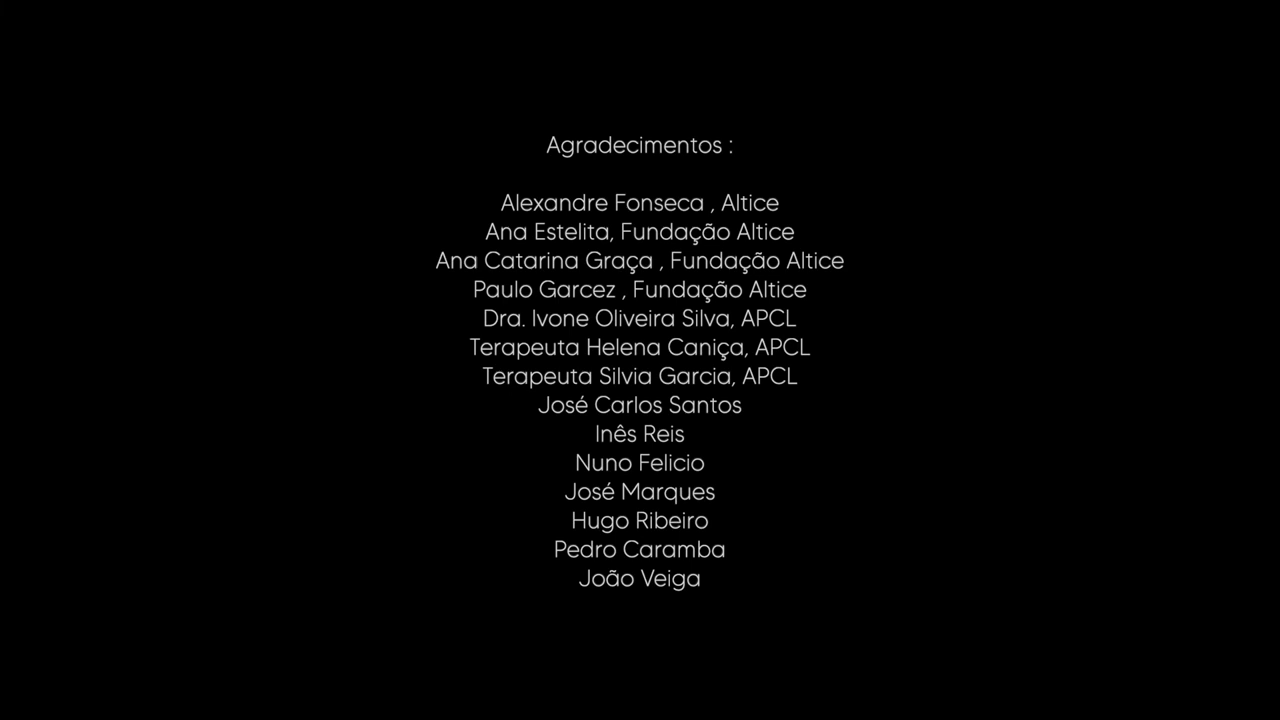 Agradecimentos :
Alexandre Fonseca , Altice
Ana Estelita, Fundação Altice
Ana Catarina Graça , Fundação Altice
Paulo Garcez , Fundação Altice
Dra. Ivone Oliveira Silva, APCL
Terapeuta Helena Caniça, APCL
Terapeuta Silvia Garcia, APCL
José Carlos Santos
Inês Reis
Nuno Felicio
José Marques
Hugo Ribeiro
Pedro Caramba
João Veiga